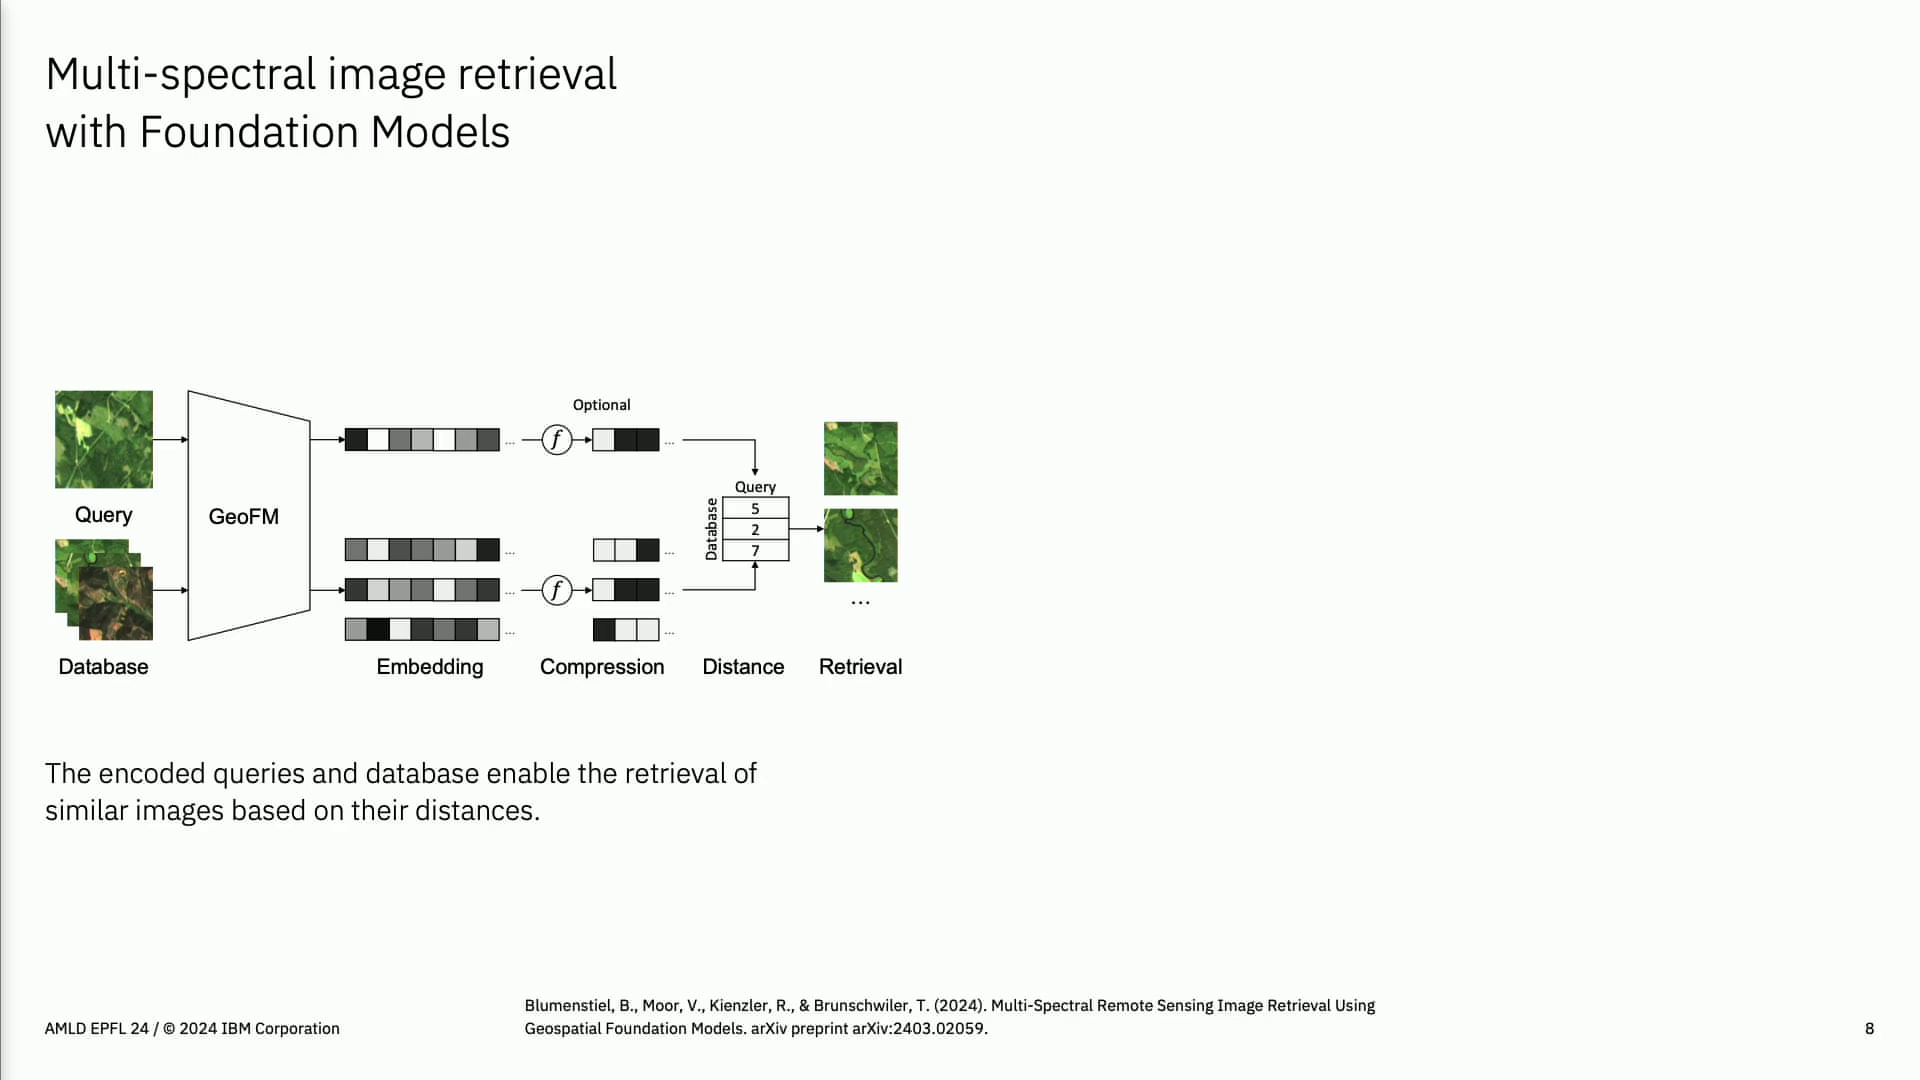 Multi-spectral image retrieval
with Foundation Models
Optional
... f ...
Query
Database
5
2
7
Query
GeoFM
...
... f ...
...
...
Database
Embedding
Compression
Distance
Retrieval
The encoded queries and database enable the retrieval of
similar images based on their distances.
Blumenstiel, B., Moor, V., Kienzler, R., & Brunschwiler, T. (2024). Multi-Spectral Remote Sensing Image Retrieval Using
Geospatial Foundation Models. arXiv preprint arXiv:2403.02059.
AMLD EPFL 24 / © 2024 IBM Corporation
8